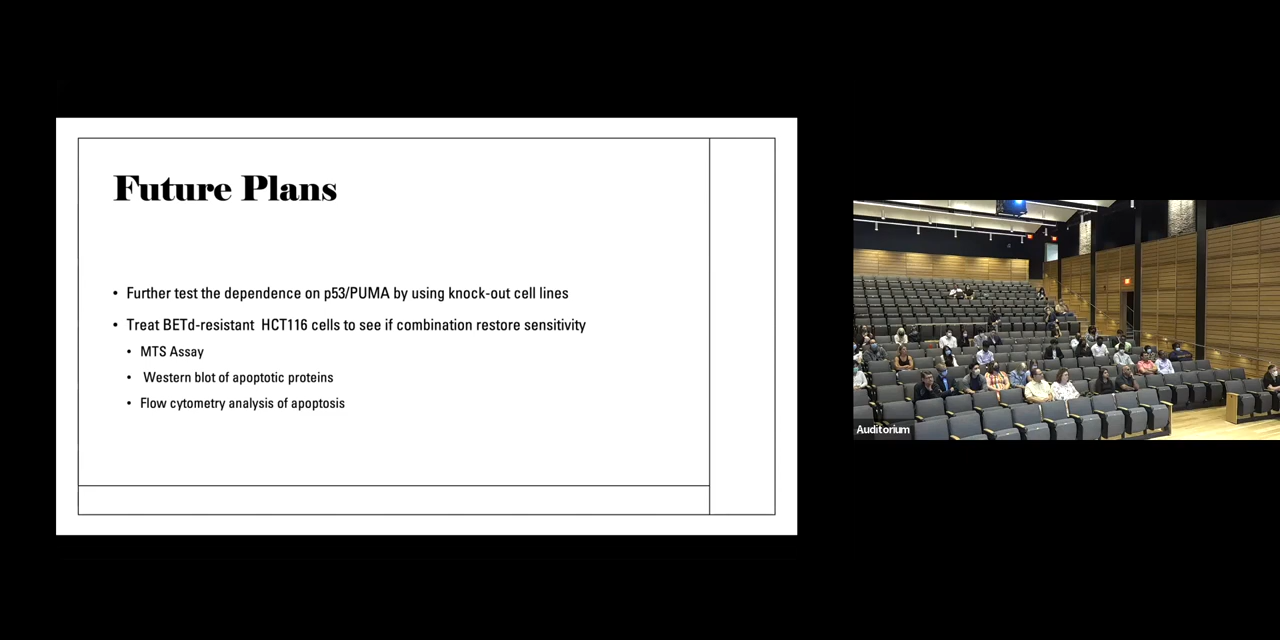 Future Plans
• Further test the dependence on p53/PUMA by using knock-out cell lines
• Treat BETd-resistant  HCT116 cells to see if combination restore sensitivity
• MTS Assay
•  Western blot of apoptotic proteins
• Flow cytometry analysis of apoptosis
Auditorium